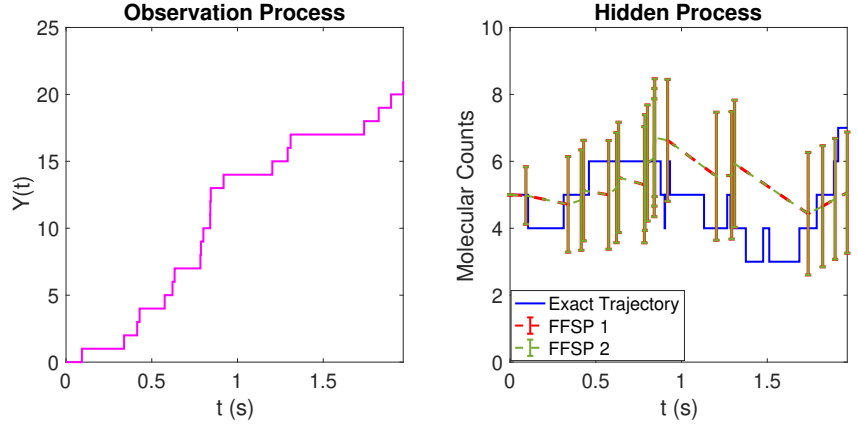 Observation Process
25
20
15
10
5
0
0
0.5
1
1.5
Y(t)
t (s)
Hidden Process
10
8
6
4
2
0
0
0.5
1
1.5
Molecular Counts
t (s)
Exact Trajectory
FFSP 1
FFSP 2